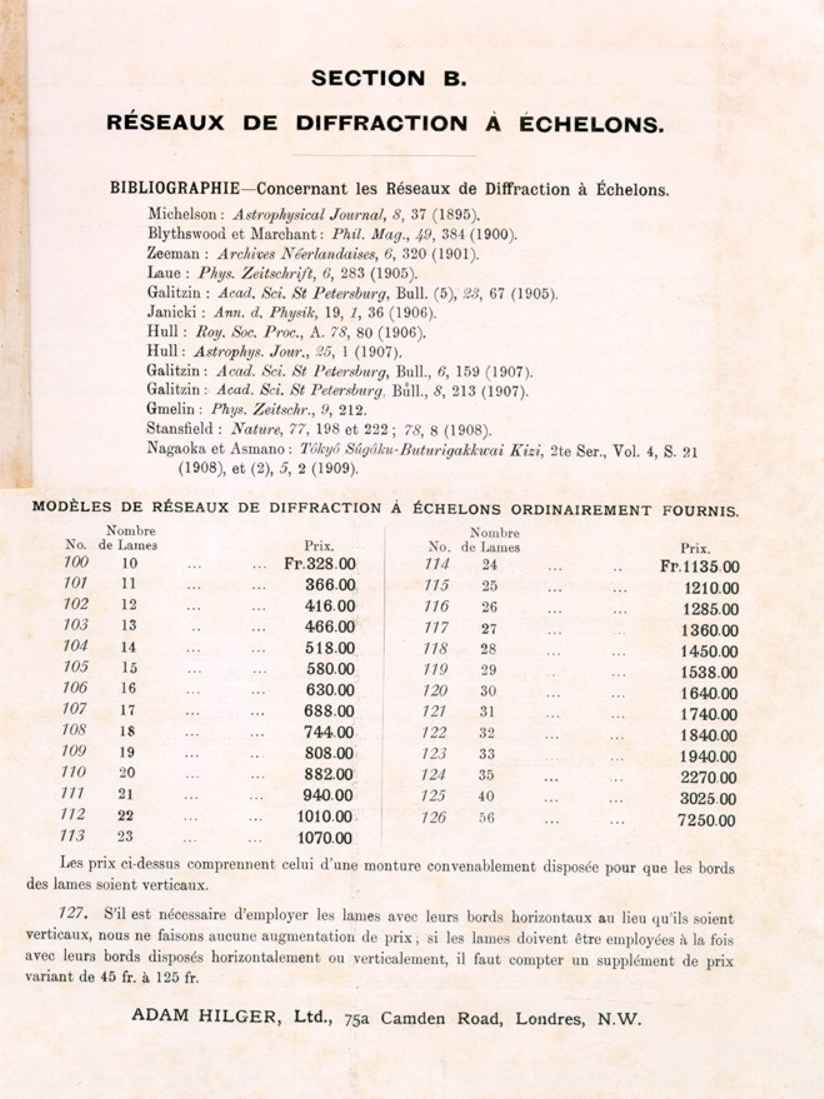 SECTION B.
RÉSEAUX DE DIFFRACTION À ÉCHELONS.
BIBLIOGRAPHIE—Concernant les Réseaux de Diffraction à Échelons.
Michelson : Astrophysical Journal, 8, 37 (1895).
Blythswood et Marchant : Phil. Mag., 49, 384 (1900).
Zeeman : Archives Néerlandaises, 6, 320 (1901).
Laue : Phys. Zeitschrift, 6, 283 (1905).
Galitzin : Acad. Sci. St Petersburg, Bull. (5), 23, 67 (1905).
Janicki : Ann. d. Physik, 19, 1, 36 (1906).
Hull : Roy. Soc. Proc., A. 78, 80 (1906).
Hull : Astrophys. Jour., 25, 1 (1907).
Galitzin : Acad. Sci. St Petersburg, Bull., 6, 159 (1907).
Galitzin : Acad. Sci. St Petersburg, Bull., 8, 213 (1907).
Gmelin : Phys. Zeitschr., 9, 212.
Stansfield : Nature, 77, 198 et 222 ; 78, 8 (1908).
Nagaoka et Asmano : Tôkyô Sûgâku-Buturigakkwai Kizi, 2te Ser., Vol. 4, S. 21
(1908), et (2), 5, 2 (1909).
MODÈLES DE RÉSEAUX DE DIFFRACTION À ÉCHELONS ORDINAIREMENT FOURNIS.
Nombre
No. de Lames Prix.
100 10 ... ... Fr.328.00
101 11 ... ... 366.00
102 12 ... ... 416.00
103 13 .. ... 466.00
104 14 ... ... 518.00
105 15 ... ... 580.00
106 16 ... ... 630.00
107 17 ... ... 688.00
108 18 ... ... 744.00
109 19 ... ... 808.00
110 20 ... ... 882.00
111 21 ... ... 940.00
112 22 ... ... 1010.00
113 23 ... ... 1070.00
Nombre
No. de Lames Prix.
114 24 ... .. Fr.1135.00
115 25 ... ... 1210.00
116 26 ... ... 1285.00
117 27 ... ... 1360.00
118 28 ... ... 1450.00
119 29 ... ... 1538.00
120 30 ... ... 1640.00
121 31 ... ... 1740.00
122 32 ... ... 1840.00
123 33 ... ... 1940.00
124 35 ... ... 2270.00
125 40 ... ... 3025.00
126 56 ... ... 7250.00
Les prix ci-dessus comprennent celui d'une monture convenablement disposée pour que les bords
des lames soient verticaux.
127. S'il est nécessaire d'employer les lames avec leurs bords horizontaux au lieu qu'ils soient
verticaux, nous ne faisons aucune augmentation de prix ; si les lames doivent être employées à la fois
avec leurs bords disposés horizontalement ou verticalement, il faut compter un supplément de prix
variant de 45 fr. à 125 fr.
ADAM HILGER, Ltd., 75a Camden Road, Londres, N.W.